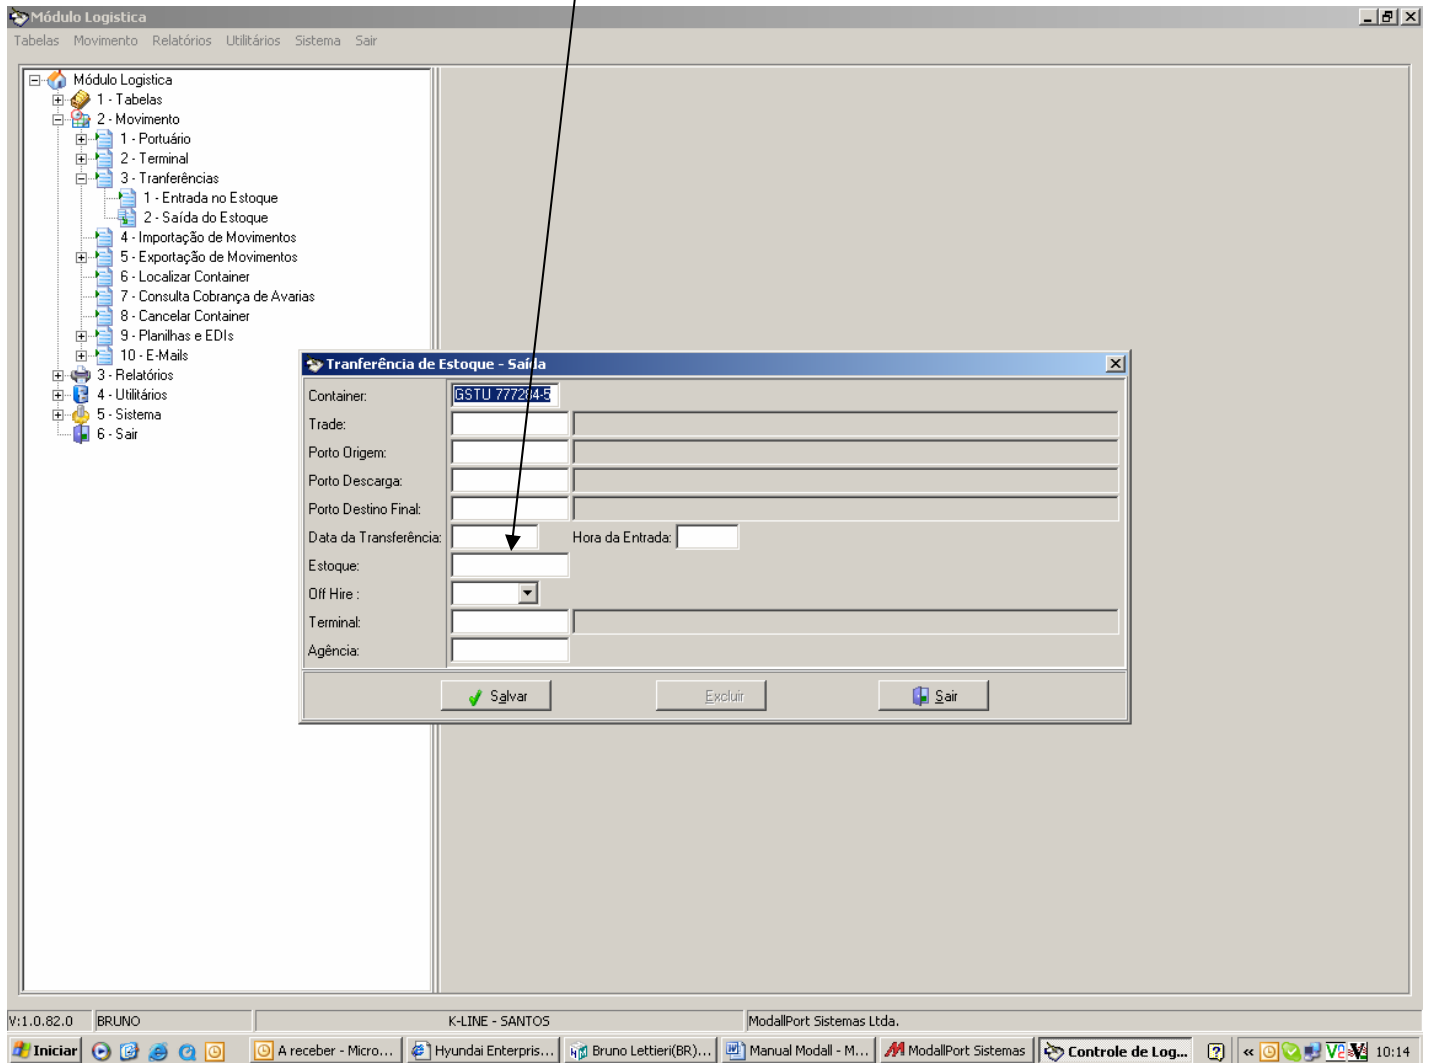 Módulo Logistica
Tabelas Movimento Relatórios Utilitários Sistema Sair
Módulo Logistica
1 - Tabelas
2 - Movimento
1 - Portuário
2 - Terminal
3 - Tranferências
1 - Entrada no Estoque
2 - Saída do Estoque
4 - Importação de Movimentos
5 - Exportação de Movimentos
6 - Localizar Container
7 - Consulta Cobrança de Avarias
8 - Cancelar Container
9 - Planilhas e EDIs
10 - E-Mails
3 - Relatórios
4 - Utilitários
5 - Sistema
6 - Sair
Tranferência de Estoque - Saída
Container: GSTU 777284-5
Trade:
Porto Origem:
Porto Descarga:
Porto Destino Final:
Data da Transferência: Hora da Entrada:
Estoque:
Off Hire :
Terminal:
Agência:
Salvar Excluir Sair
V:1.0.82.0 BRUNO K-LINE - SANTOS ModallPort Sistemas Ltda.
Iniciar A receber - Micro... Hyundai Enterpris... Bruno Lettieri(BR)... Manual Modall - M... ModallPort Sistemas Controle de Log... « 10:14